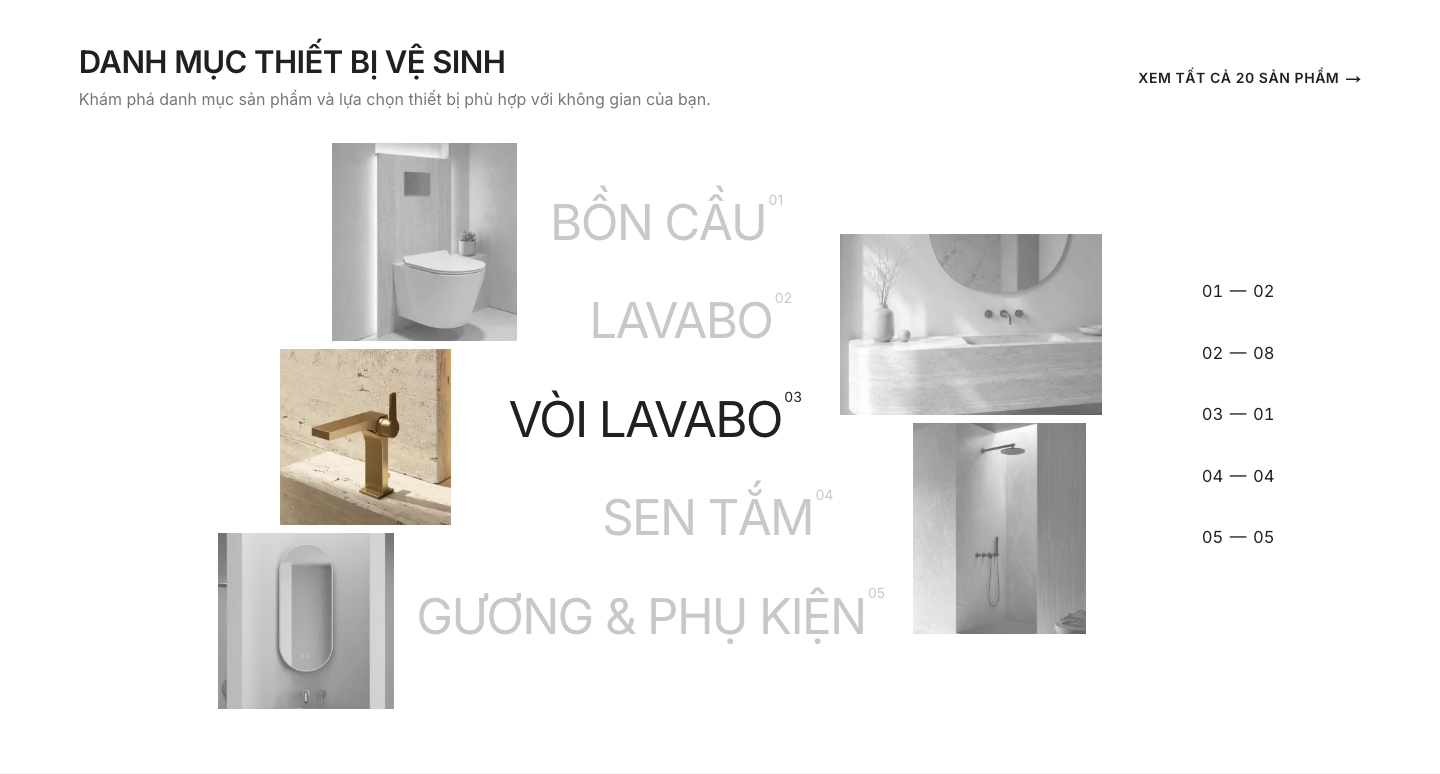 DANH MỤC THIẾT BỊ VỆ SINH
Khám phá danh mục sản phẩm và lựa chọn thiết bị phù hợp với không gian của bạn.
XEM TẤT CẢ 20 SẢN PHẨM →
BỒN CẦU 01
LAVABO 02
VÒI LAVABO 03
SEN TẮM 04
GƯƠNG & PHỤ KIỆN 05
01 — 02
02 — 08
03 — 01
04 — 04
05 — 05